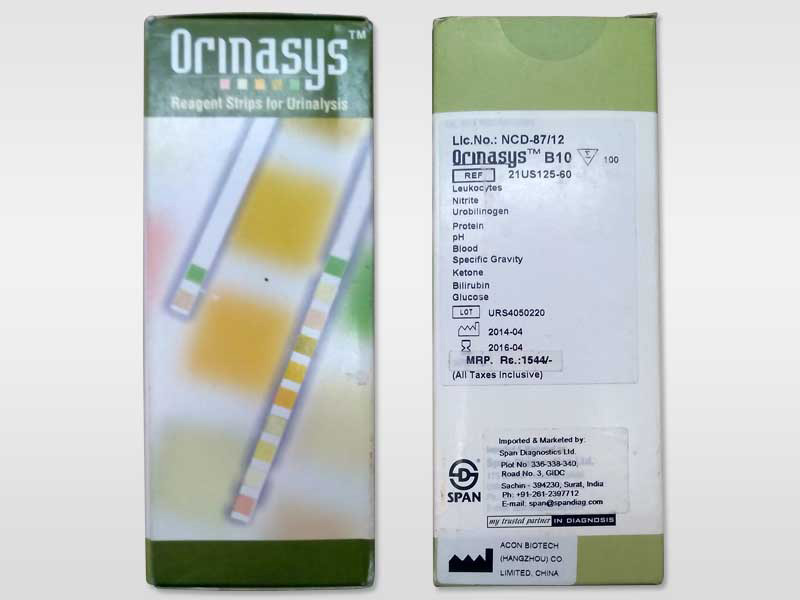 Orinasys™
Reagent Strips for Urinalysis
Lic.No.: NCD-87/12
Orinasys™ B10 100
REF 21US125-60
Leukocytes
Nitrite
Urobilinogen
Protein
pH
Blood
Specific Gravity
Ketone
Bilirubin
Glucose
LOT URS4050220
2014-04
2016-04
MRP. Rs.:1544/-
(All Taxes Inclusive)
Imported & Marketed by:
Span Diagnostics Ltd.
Plot No. 336-338-340,
Road No. 3, GIDC
Sachin - 394230, Surat, India
Ph: +91-261-2397712
E-mail: span@spandiag.com
SPAN
my trusted partner IN DIAGNOSIS
ACON BIOTECH
(HANGZHOU) CO
LIMITED, CHINA